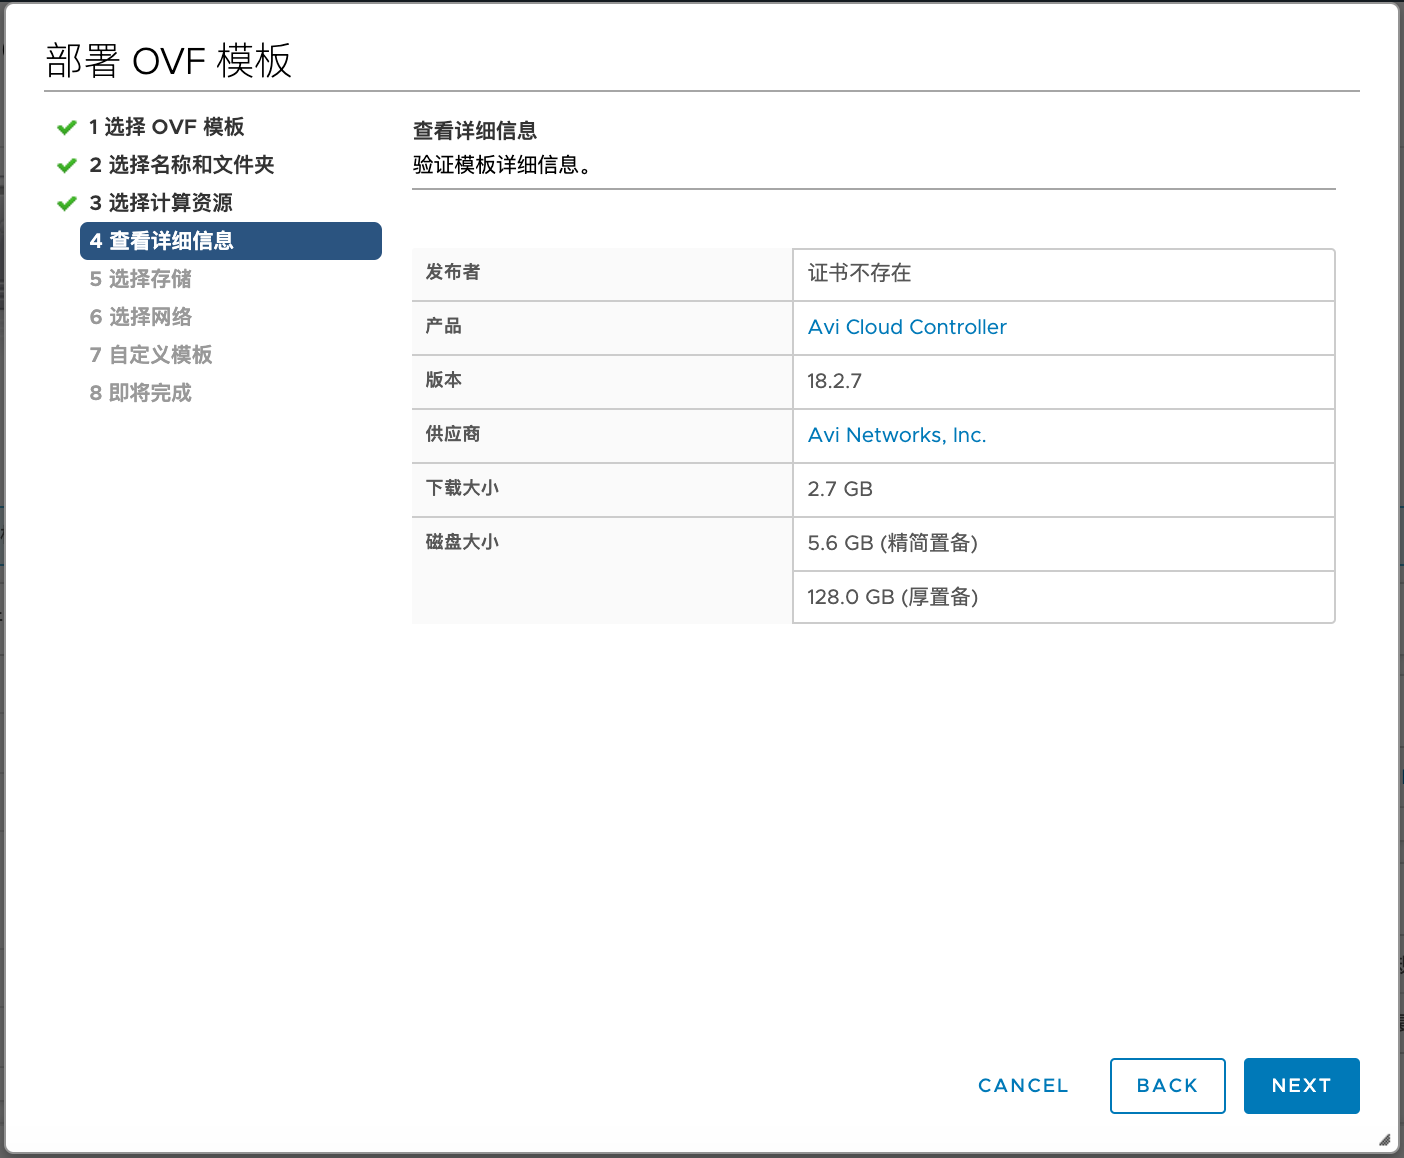 部署 OVF 模板
1 选择 OVF 模板
2 选择名称和文件夹
3 选择计算资源
4 查看详细信息
5 选择存储
6 选择网络
7 自定义模板
8 即将完成
查看详细信息
验证模板详细信息。
发布者 证书不存在
产品 Avi Cloud Controller
版本 18.2.7
供应商 Avi Networks, Inc.
下载大小 2.7 GB
磁盘大小 5.6 GB (精简置备)
128.0 GB (厚置备)
CANCEL BACK NEXT